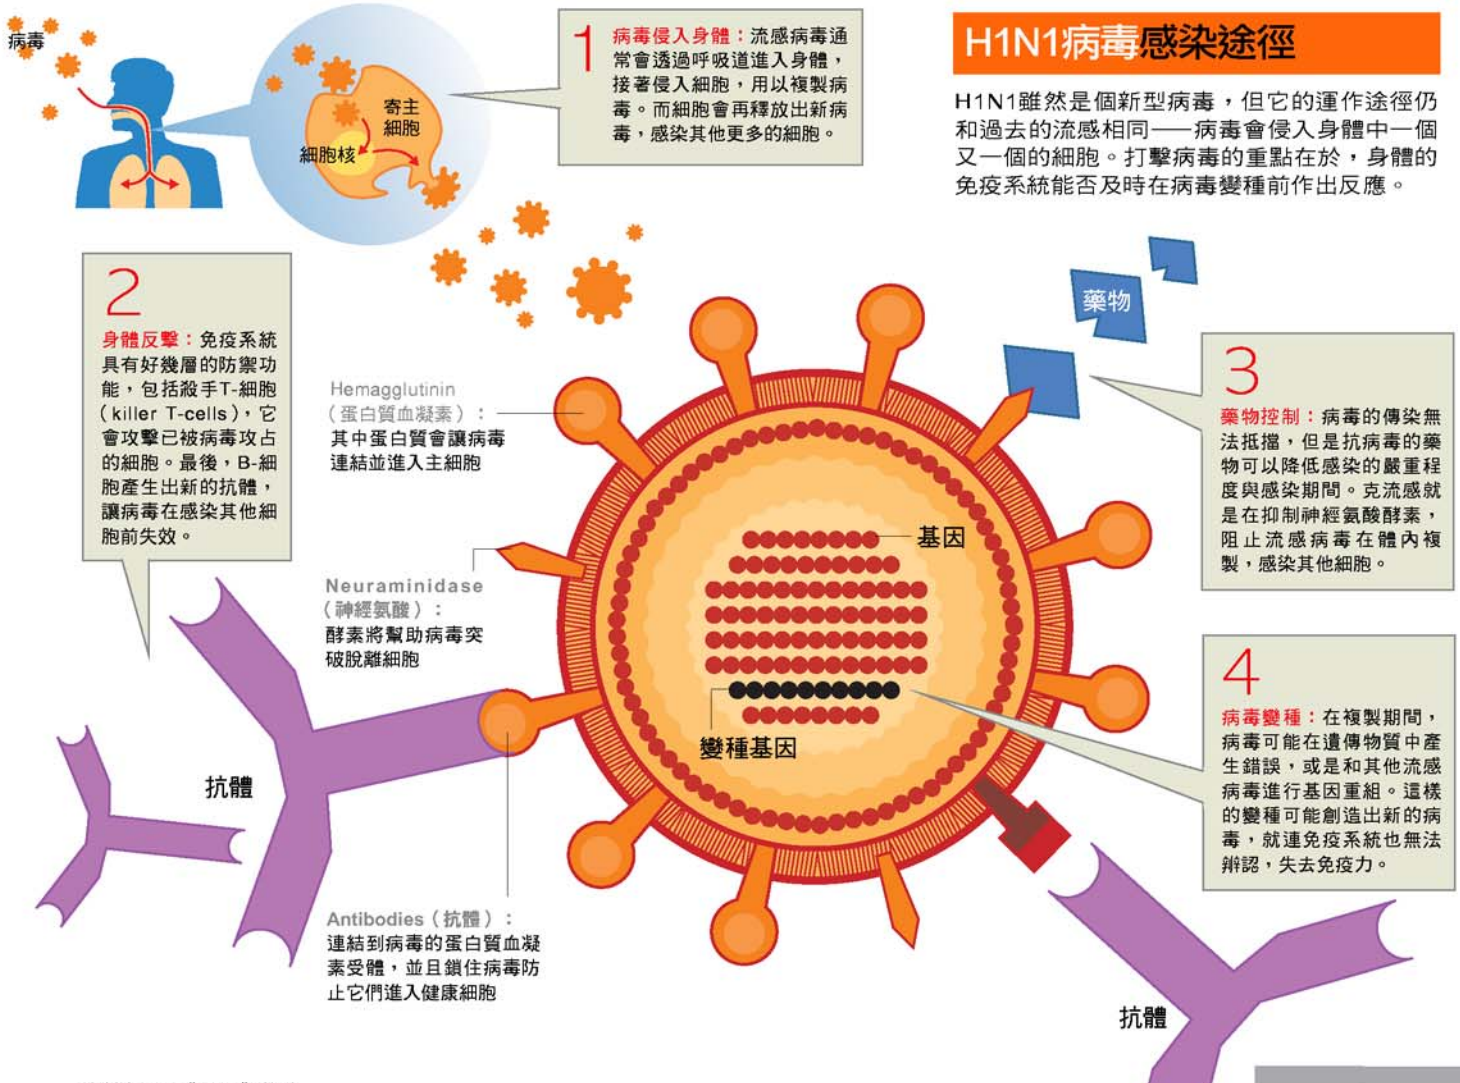 H1N1病毒感染途徑
H1N1雖然是個新型病毒，但它的運作途徑仍
和過去的流感相同——病毒會侵入身體中一個
又一個的細胞。打擊病毒的重點在於，身體的
免疫系統能否及時在病毒變種前作出反應。
病毒
寄主
細胞
細胞核
1
病毒侵入身體：流感病毒通
常會透過呼吸道進入身體，
接著侵入細胞，用以複製病
毒。而細胞會再釋放出新病
毒，感染其他更多的細胞。
2
身體反擊：免疫系統
具有好幾層的防禦功
能，包括殺手T-細胞
（killer T-cells），它
會攻擊已被病毒攻占
的細胞。最後，B-細
胞產生出新的抗體，
讓病毒在感染其他細
胞前失效。
Hemagglutinin
（蛋白質血凝素）：
其中蛋白質會讓病毒
連結並進入主細胞
Neuraminidase
（神經氨酸）：
酵素將幫助病毒突
破脫離細胞
抗體
Antibodies（抗體）：
連結到病毒的蛋白質血凝
素受體，並且鎖住病毒防
止它們進入健康細胞
基因
變種基因
藥物
3
藥物控制：病毒的傳染無
法抵擋，但是抗病毒的藥
物可以降低感染的嚴重程
度與感染期間。克流感就
是在抑制神經氨酸酵素，
阻止流感病毒在體內複
製，感染其他細胞。
4
病毒變種：在複製期間，
病毒可能在遺傳物質中產
生錯誤，或是和其他流感
病毒進行基因重組。這樣
的變種可能創造出新的病
毒，就連免疫系統也無法
辨認，失去免疫力。
抗體